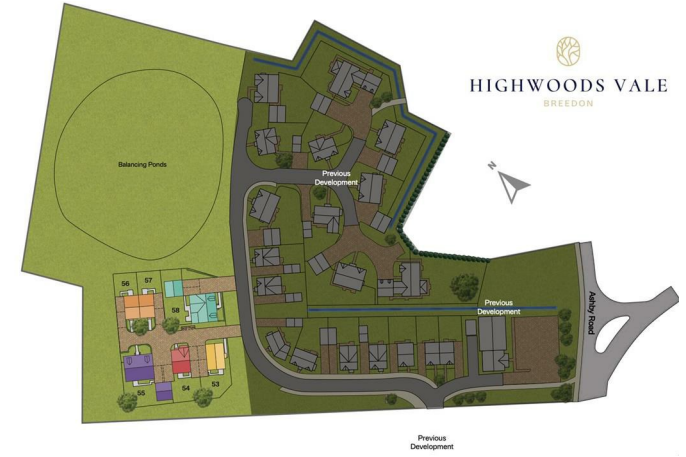 HIGHWOODS VALE
BREEDON
N
Balancing Ponds
Previous
Development
56
57
58
Previous
Development
Ashby Road
55
54
53
Previous
Development